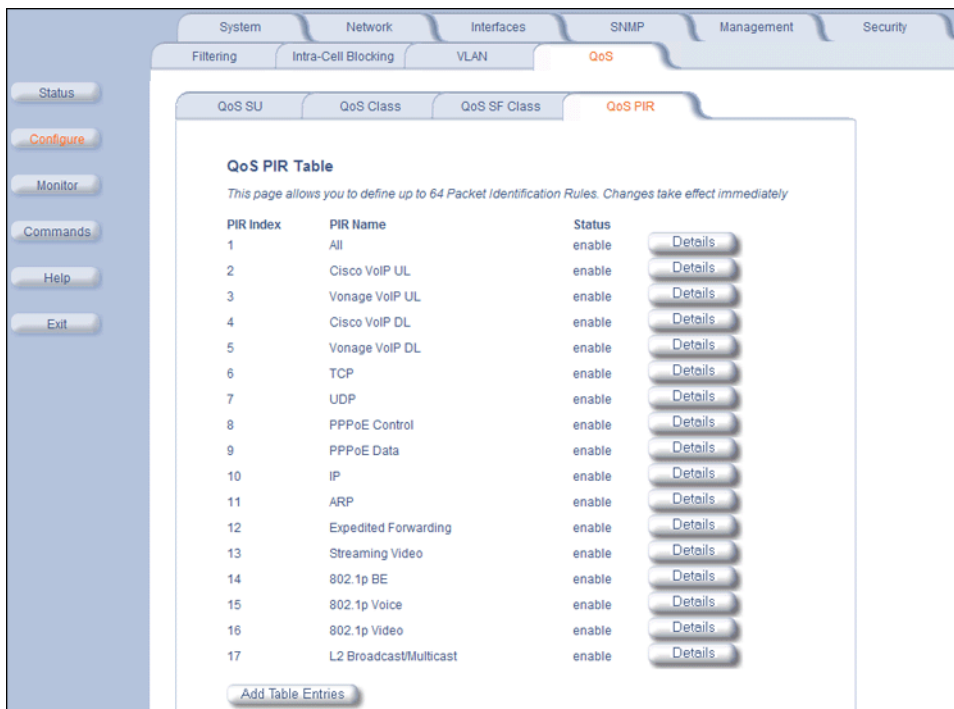 System Network Interfaces SNMP Management Security
Filtering Intra-Cell Blocking VLAN QoS
Status
Configure
Monitor
Commands
Help
Exit
QoS SU QoS Class QoS SF Class QoS PIR
QoS PIR Table
This page allows you to define up to 64 Packet Identification Rules. Changes take effect immediately
PIR Index PIR Name Status
1 All enable Details
2 Cisco VoIP UL enable Details
3 Vonage VoIP UL enable Details
4 Cisco VoIP DL enable Details
5 Vonage VoIP DL enable Details
6 TCP enable Details
7 UDP enable Details
8 PPPoE Control enable Details
9 PPPoE Data enable Details
10 IP enable Details
11 ARP enable Details
12 Expedited Forwarding enable Details
13 Streaming Video enable Details
14 802.1p BE enable Details
15 802.1p Voice enable Details
16 802.1p Video enable Details
17 L2 Broadcast/Multicast enable Details
Add Table Entries